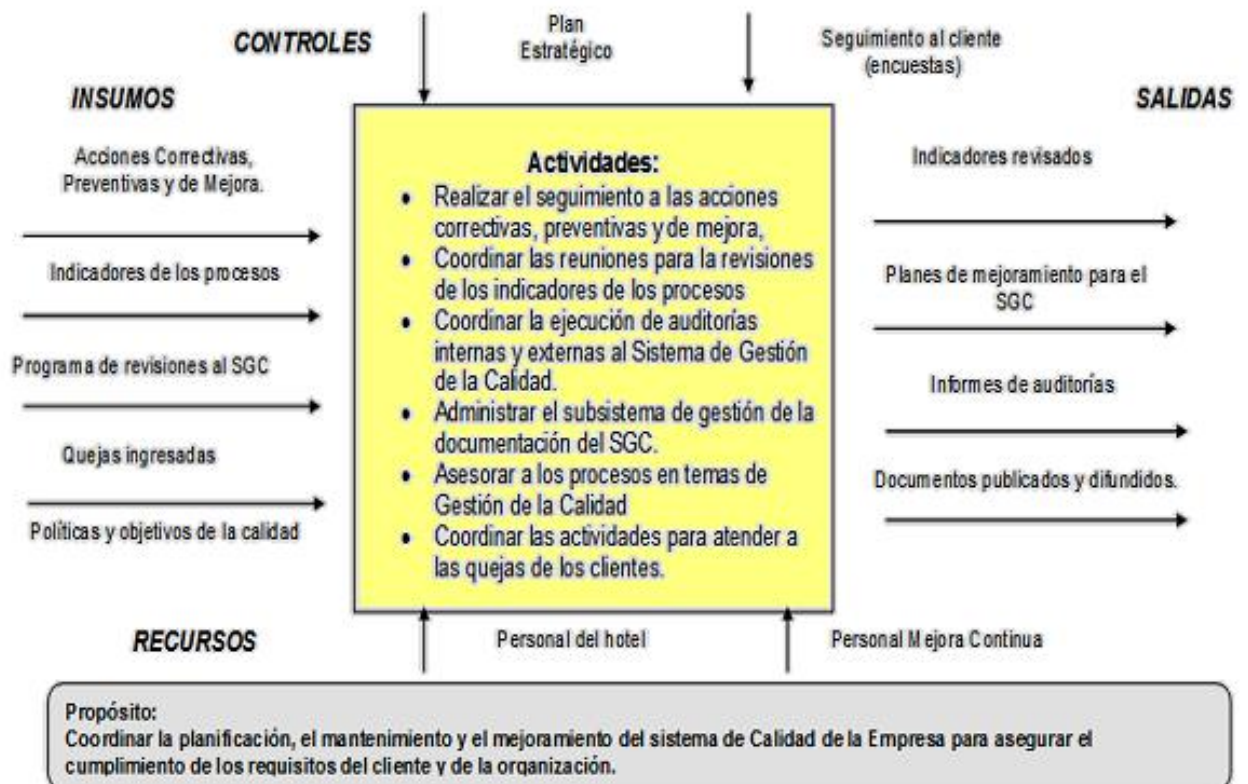 CONTROLES
Plan
Estratégico
Seguimiento al cliente
(encuestas)
INSUMOS
SALIDAS
Acciones Correctivas,
Preventivas y de Mejora.
Indicadores de los procesos
Programa de revisiones al SGC
Quejas ingresadas
Políticas y objetivos de la calidad
Actividades:
• Realizar el seguimiento a las acciones
correctivas, preventivas y de mejora,
• Coordinar las reuniones para la revisiones
de los indicadores de los procesos
• Coordinar la ejecución de auditorías
internas y externas al Sistema de Gestión
de la Calidad.
• Administrar el subsistema de gestión de la
documentación del SGC.
• Asesorar a los procesos en temas de
Gestión de la Calidad
• Coordinar las actividades para atender a
las quejas de los clientes.
Indicadores revisados
Planes de mejoramiento para el
SGC
Informes de auditorías
Documentos publicados y difundidos.
RECURSOS
Personal del hotel
Personal Mejora Continua
Propósito:
Coordinar la planificación, el mantenimiento y el mejoramiento del sistema de Calidad de la Empresa para asegurar el
cumplimiento de los requisitos del cliente y de la organización.